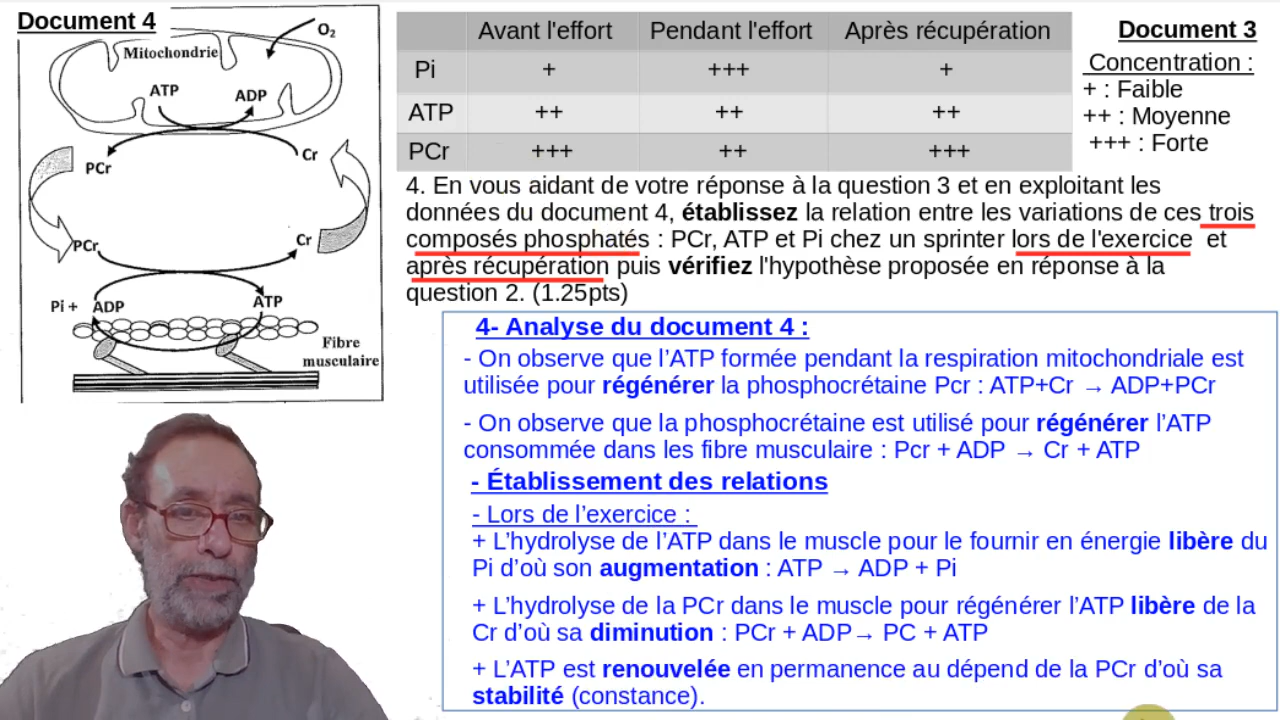 Document 4
O2
Mitochondrie
ATP
ADP
PCr
Cr
PCr
Cr
Pi + ADP
ATP
Fibre
musculaire
Avant l'effort Pendant l'effort Après récupération
Pi + +++ +
ATP ++ ++ ++
PCr +++ ++ +++
Document 3
Concentration :
+ : Faible
++ : Moyenne
+++ : Forte
4. En vous aidant de votre réponse à la question 3 et en exploitant les
données du document 4, établissez la relation entre les variations de ces trois
composés phosphatés : PCr, ATP et Pi chez un sprinter lors de l'exercice et
après récupération puis vérifiez l'hypothèse proposée en réponse à la
question 2. (1.25pts)
4- Analyse du document 4 :
- On observe que l'ATP formée pendant la respiration mitochondriale est
utilisée pour régénérer la phosphocrétaine Pcr : ATP+Cr → ADP+PCr
- On observe que la phosphocrétaine est utilisé pour régénérer l'ATP
consommée dans les fibre musculaire : Pcr + ADP → Cr + ATP
- Établissement des relations
- Lors de l'exercice :
+ L'hydrolyse de l'ATP dans le muscle pour le fournir en énergie libère du
Pi d'où son augmentation : ATP → ADP + Pi
+ L'hydrolyse de la PCr dans le muscle pour régénérer l'ATP libère de la
Cr d'où sa diminution : PCr + ADP→ PC + ATP
+ L'ATP est renouvelée en permanence au dépend de la PCr d'où sa
stabilité (constance).